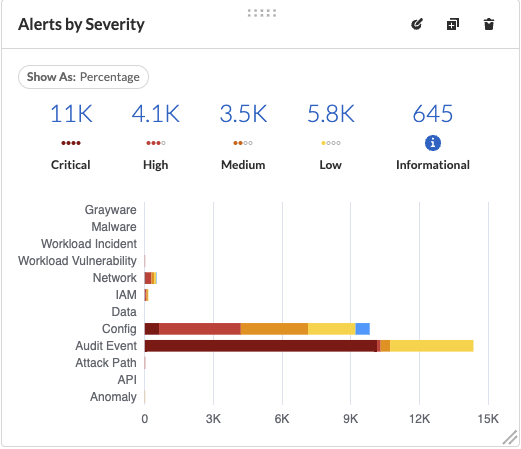 Alerts by Severity
Show As: Percentage
11K 4.1K 3.5K 5.8K 645
Critical High Medium Low Informational
Grayware
Malware
Workload Incident
Workload Vulnerability
Network
IAM
Data
Config
Audit Event
Attack Path
API
Anomaly
0 3K 6K 9K 12K 15K